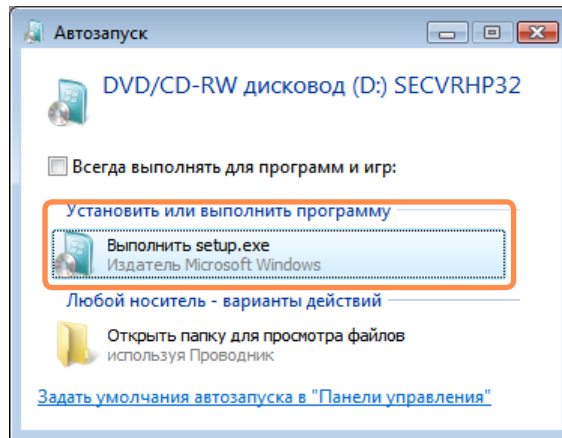 Автозапуск
DVD/CD-RW дисковод (D:) SECVRHP32
Всегда выполнять для программ и игр:
Установить или выполнить программу
Выполнить setup.exe
Издатель Microsoft Windows
Любой носитель - варианты действий
Открыть папку для просмотра файлов
используя Проводник
Задать умолчания автозапуска в "Панели управления"